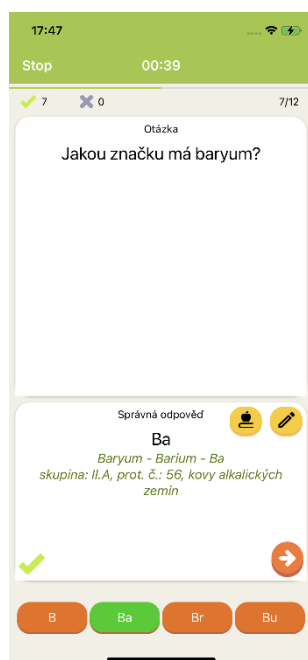 17:47
Stop 00:39
7 0 7/12
Otázka
Jakou značku má baryum?
Správná odpověď
Ba
Baryum - Barium - Ba
skupina: II.A, prot. č.: 56, kovy alkalických
zemin
B Ba Br Bu